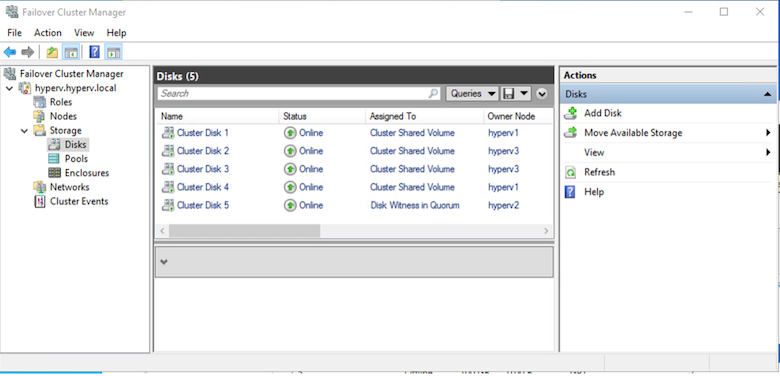 Failover Cluster Manager
File Action View Help
Failover Cluster Manager
hyperv.hyperv.local
Roles
Nodes
Storage
Disks
Pools
Enclosures
Networks
Cluster Events
Disks (5)
Search
Queries
Name Status Assigned To Owner Node
Cluster Disk 1 Online Cluster Shared Volume hyperv1
Cluster Disk 2 Online Cluster Shared Volume hyperv3
Cluster Disk 3 Online Cluster Shared Volume hyperv3
Cluster Disk 4 Online Cluster Shared Volume hyperv1
Cluster Disk 5 Online Disk Witness in Quorum hyperv2
Actions
Disks
Add Disk
Move Available Storage
View
Refresh
Help